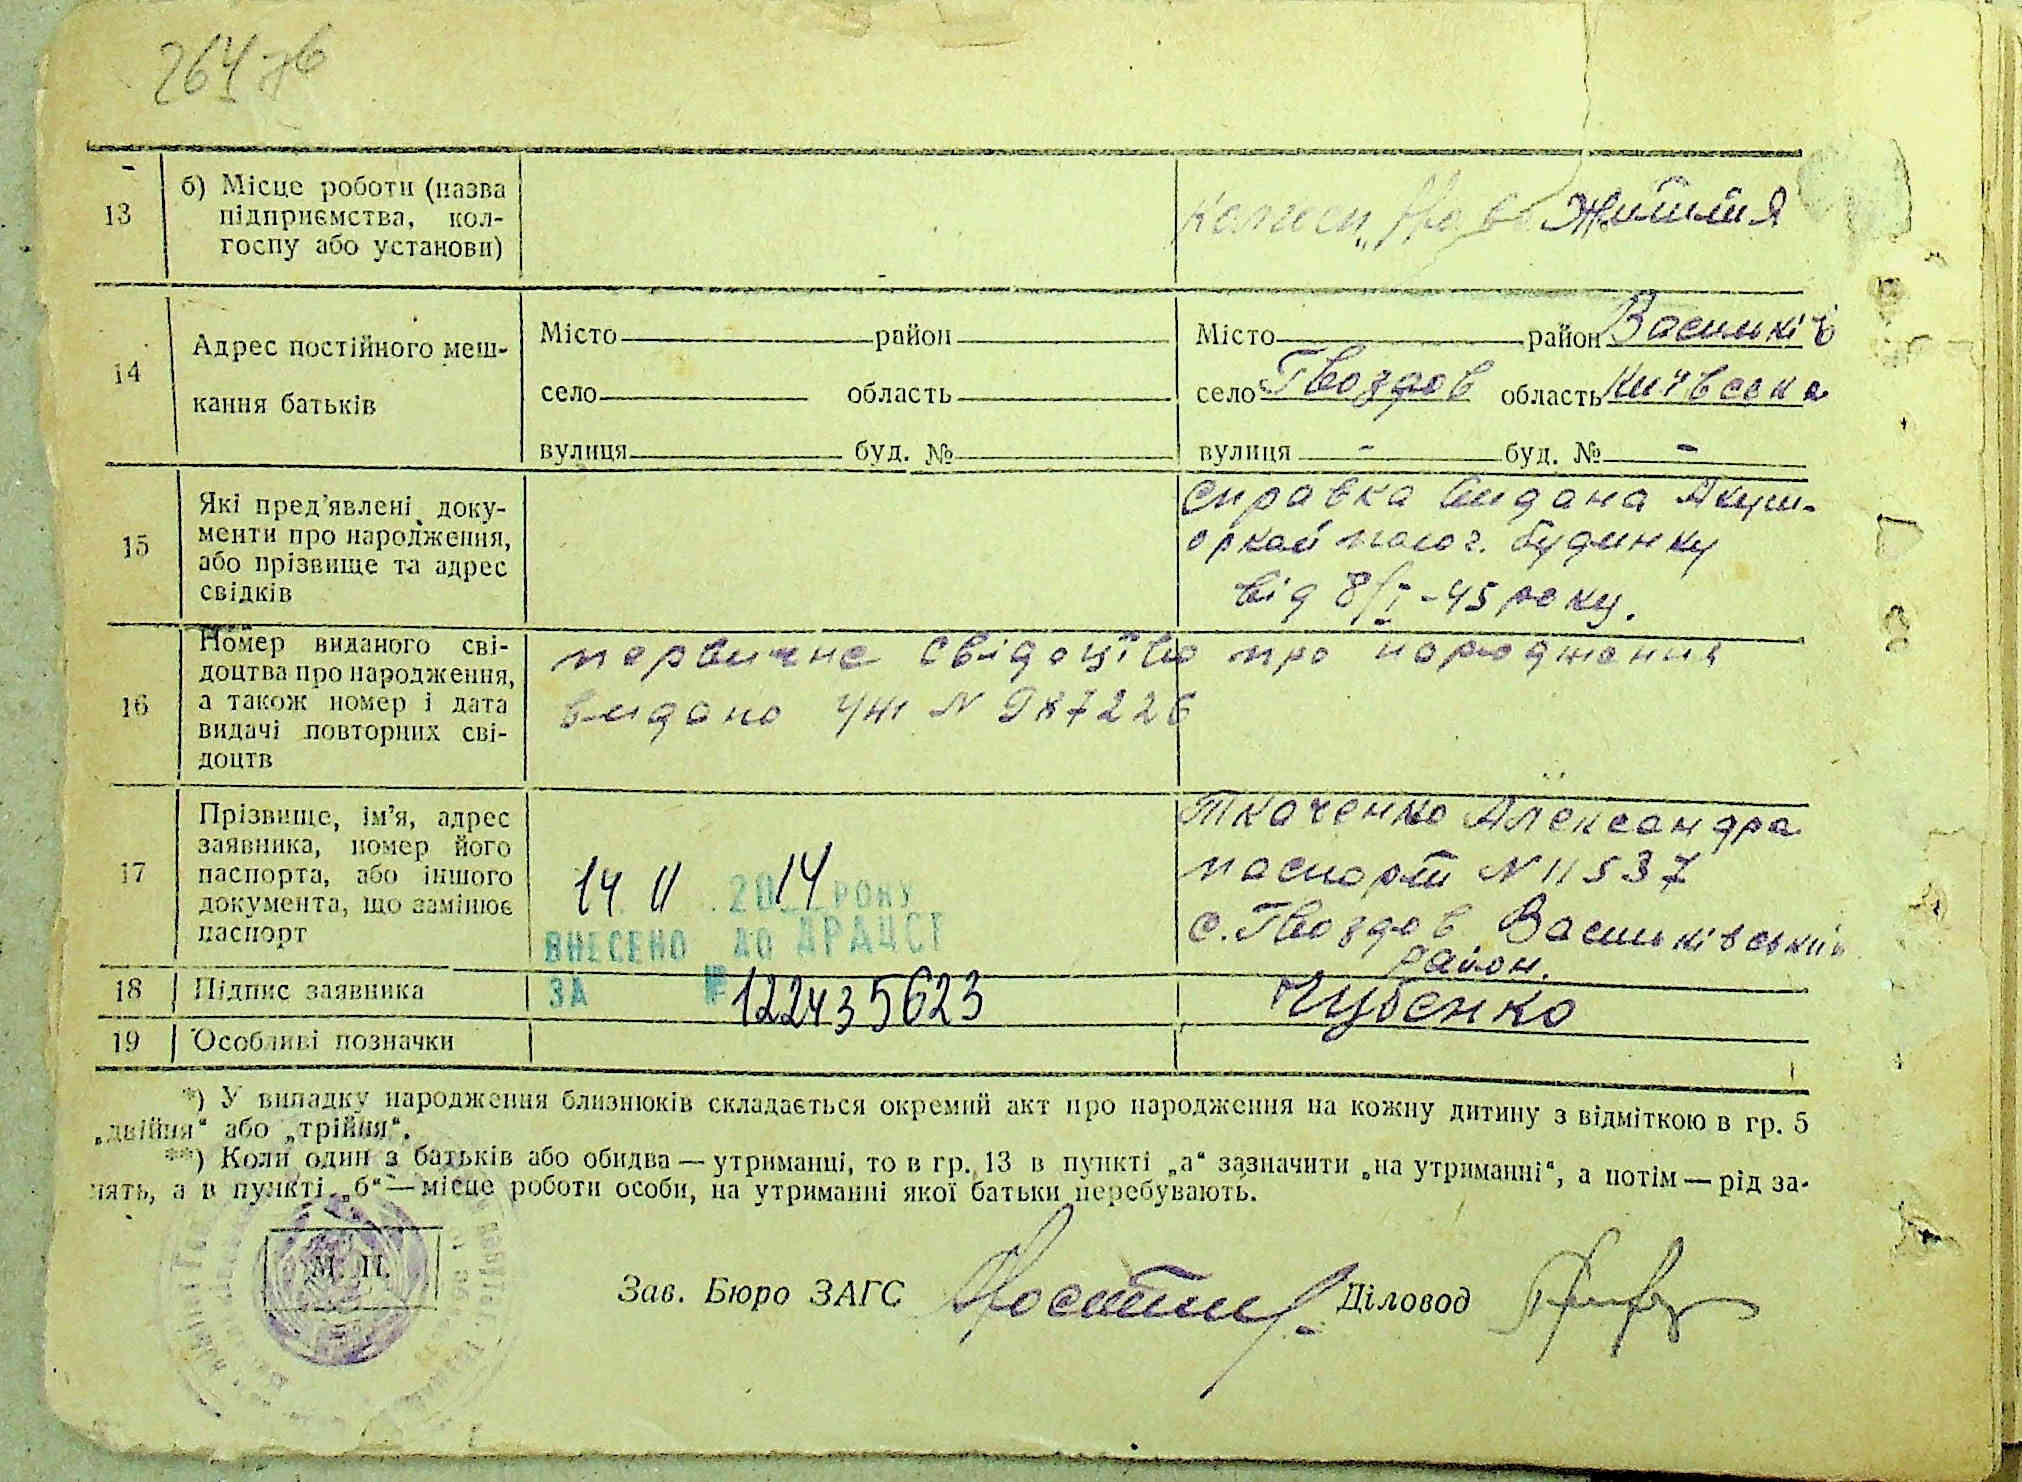 264 зв
13
б) Місце роботи (назва
підприємства, кол-
госпу або установи)
колгосп „Нове Життя
14
Адрес постійного меш-
кання батьків
Місто район
село область
вулиця буд. №
Місто район Васильків
село Гвоздов область Київська
вулиця - буд. № -
15
Які пред’явлені доку-
менти про народження,
або прізвище та адрес
свідків
Справка видана Акуш-
оркой полог. будинку
від 8/I-45 року.
16
Номер виданого сві-
доцтва про народження,
а також номер і дата
видачі повторних сві-
доцтв
первичне свідоцтво про народження
видано УЖ N 987226
17
Прізвище, ім’я, адрес
заявника, номер його
паспорта, або іншого
документа, що замінює
паспорт
14 11 2014 РОКУ
ВНЕСЕНО ДО ДРАЦСГ
ЗА № 122435623
Ткаченко Александра
паспорт N 11537
с. Гвоздов Васильківський
район.
18
Підпис заявника
Чубенко
19
Особливі позначки
*) У випадку народження близнюків складається окремий акт про народження на кожну дитину з відміткою в гр. 5
„двійня“ або „трійня“.
**) Коли один з батьків або обидва — утриманці, то в гр. 13 в пункті „а“ зазначити „на утриманні“, а потім — рід за-
нять, а в пункті „б“ — місце роботи особи, на утриманні якої батьки перебувають.
М. П.
Зав. Бюро ЗАГС
Діловод